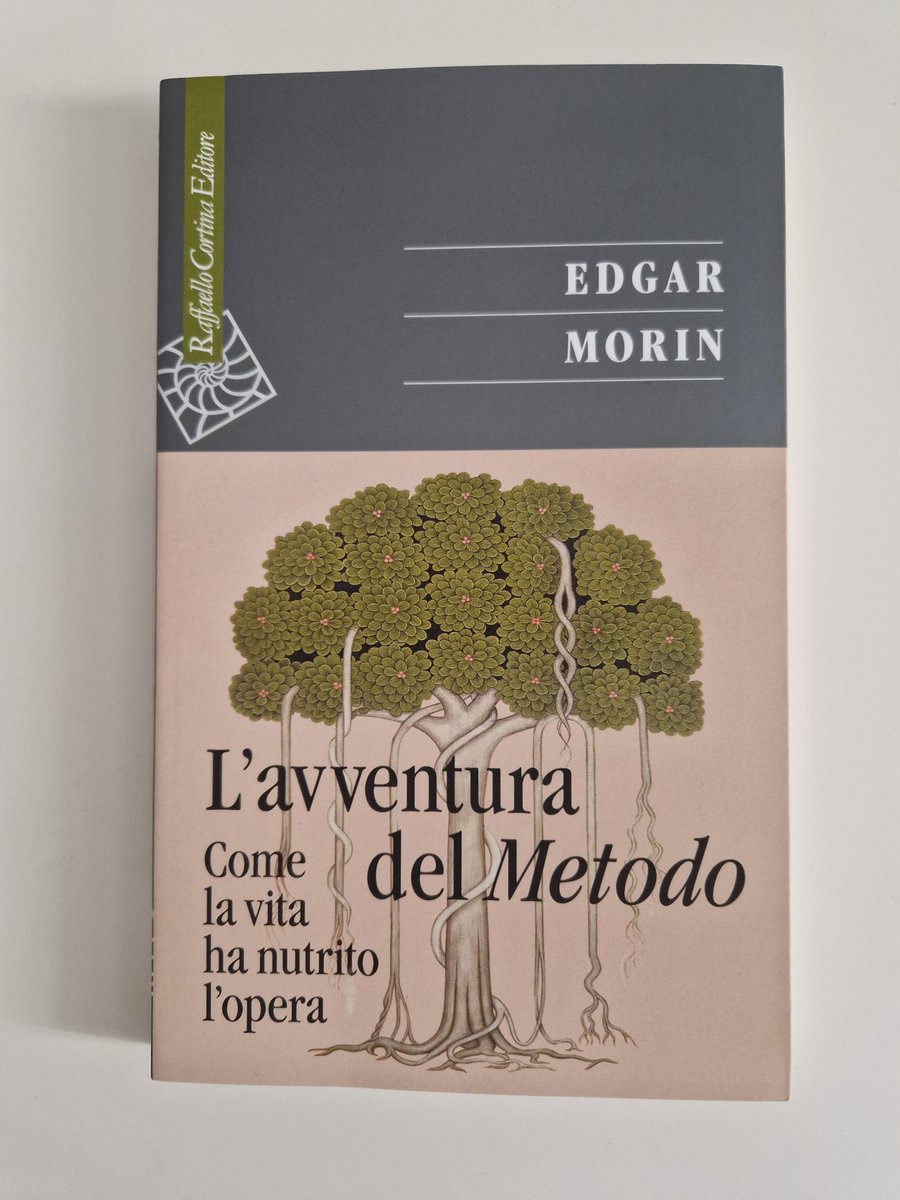 Raffaello Cortina Editore
EDGAR
MORIN
L'avventura
del Metodo
Come
la vita
ha nutrito
l'opera